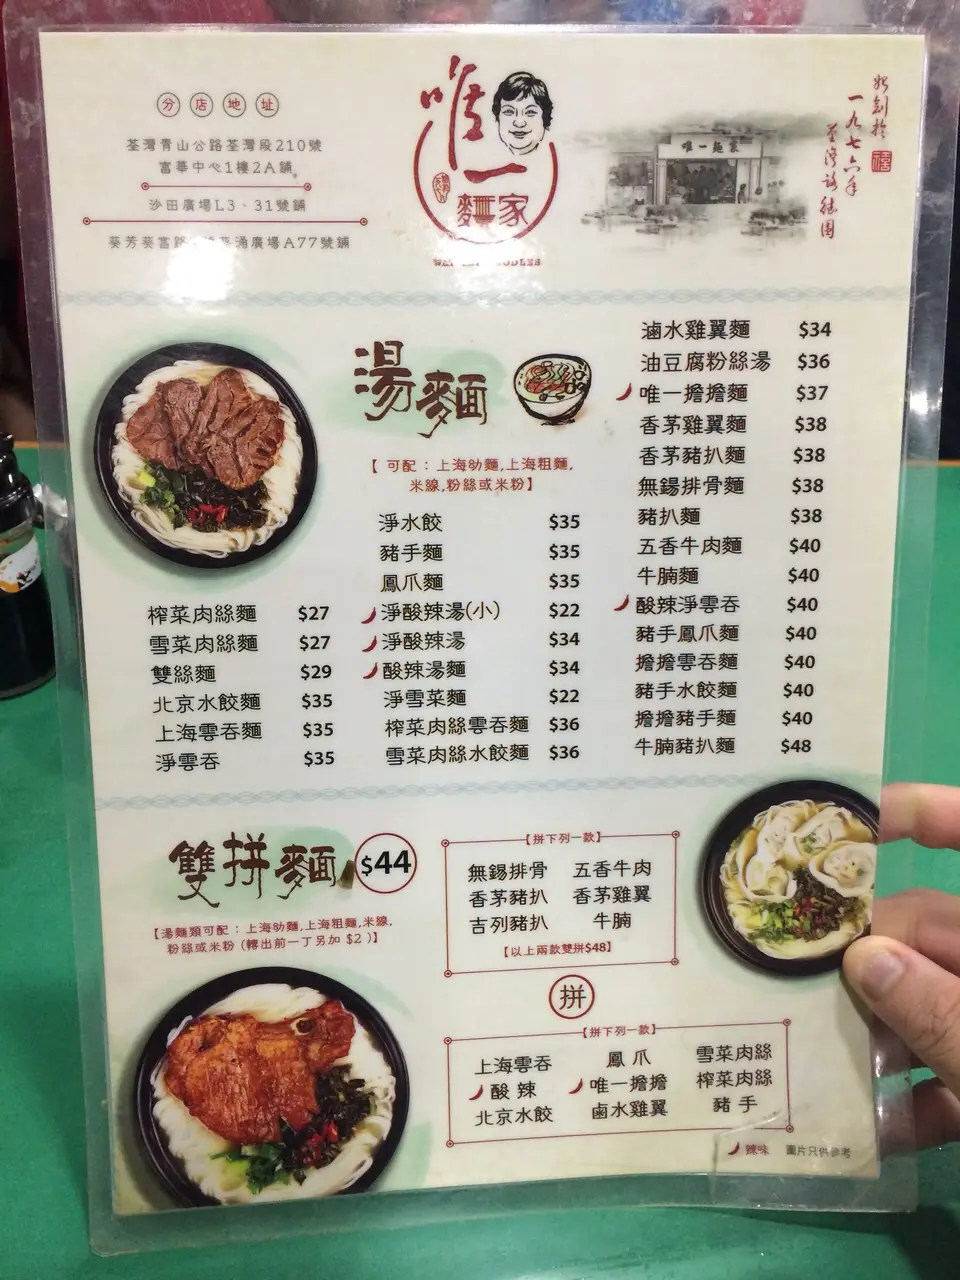 分店地址
荃灣青山公路荃灣段210號
富華中心1樓2A舖
沙田廣場L3、31號舖
葵芳葵富路 葵涌廣場A77號舖
唯一
麵家
NOODLES
唯一麵家
始創於
一九七六年
荃灣路德圍
湯麵
【可配：上海幼麵,上海粗麵,
米線,粉絲或米粉】
榨菜肉絲麵 $27
雪菜肉絲麵 $27
雙絲麵 $29
北京水餃麵 $35
上海雲吞麵 $35
淨雲吞 $35
淨水餃 $35
豬手麵 $35
鳳爪麵 $35
淨酸辣湯(小) $22
淨酸辣湯 $34
酸辣湯麵 $34
淨雪菜麵 $22
榨菜肉絲雲吞麵 $36
雪菜肉絲水餃麵 $36
滷水雞翼麵 $34
油豆腐粉絲湯 $36
唯一擔擔麵 $37
香茅雞翼麵 $38
香茅豬扒麵 $38
無錫排骨麵 $38
豬扒麵 $38
五香牛肉麵 $40
牛腩麵 $40
酸辣淨雲吞 $40
豬手鳳爪麵 $40
擔擔雲吞麵 $40
豬手水餃麵 $40
擔擔豬手麵 $40
牛腩豬扒麵 $48
雙拼麵 $44
【湯麵類可配：上海幼麵,上海粗麵,米線,
粉絲或米粉 (轉出前一丁另加 $2 )】
【拼下列一款】
無錫排骨 五香牛肉
香茅豬扒 香茅雞翼
吉列豬扒 牛腩
【以上兩款雙拼$48】
拼
【拼下列一款】
上海雲吞 鳳爪 雪菜肉絲
酸辣 唯一擔擔 榨菜肉絲
北京水餃 鹵水雞翼 豬手
辣味 圖片只供參考